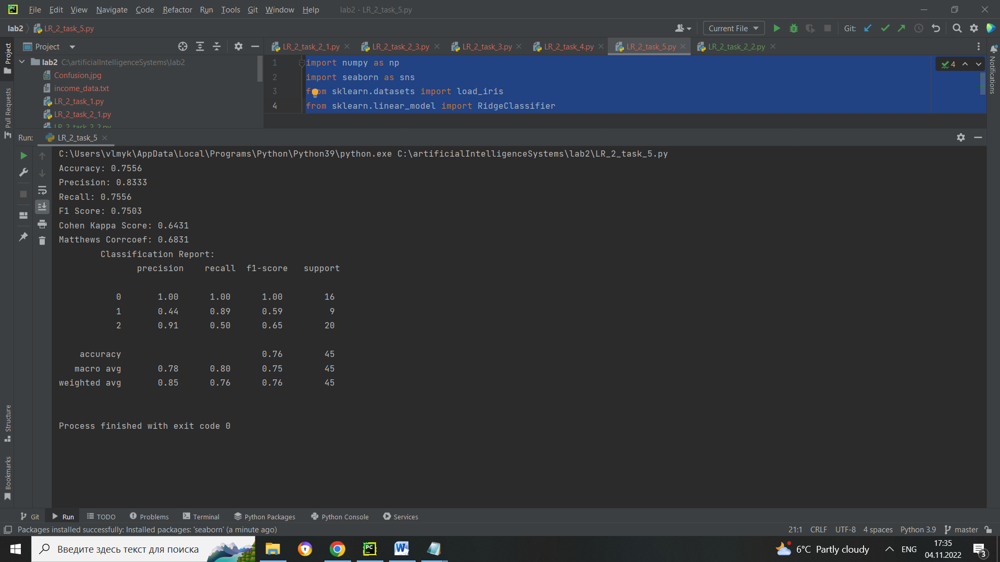 File Edit View Navigate Code Refactor Run Tools Git Window Help lab2 - LR_2_task_5.py
lab2 LR_2_task_5.py Current File Git:
Project LR_2_task_2_1.py LR_2_task_2_3.py LR_2_task_3.py LR_2_task_4.py LR_2_task_5.py LR_2_task_2_2.py
Project
Pull Requests
Structure
Bookmarks
Notifications
lab2 C:\artificialIntelligenceSystems\lab2
Confusion.jpg
income_data.txt
LR_2_task_1.py
LR_2_task_2_1.py
LR_2_task_2_2.py
1 import numpy as np
2 import seaborn as sns
3 from sklearn.datasets import load_iris
4 from sklearn.linear_model import RidgeClassifier
4
Run: LR_2_task_5
C:\Users\vlmyk\AppData\Local\Programs\Python\Python39\python.exe C:\artificialIntelligenceSystems\lab2\LR_2_task_5.py
Accuracy: 0.7556
Precision: 0.8333
Recall: 0.7556
F1 Score: 0.7503
Cohen Kappa Score: 0.6431
Matthews Corrcoef: 0.6831
Classification Report:
precision recall f1-score support
0 1.00 1.00 1.00 16
1 0.44 0.89 0.59 9
2 0.91 0.50 0.65 20
accuracy 0.76 45
macro avg 0.78 0.80 0.75 45
weighted avg 0.85 0.76 0.76 45
Process finished with exit code 0
Git Run TODO Problems Terminal Python Packages Python Console Services
Packages installed successfully: Installed packages: 'seaborn' (a minute ago) 21:1 CRLF UTF-8 4 spaces Python 3.9 master
Введите здесь текст для поиска 6°C Partly cloudy ENG 17:35
04.11.2022 3